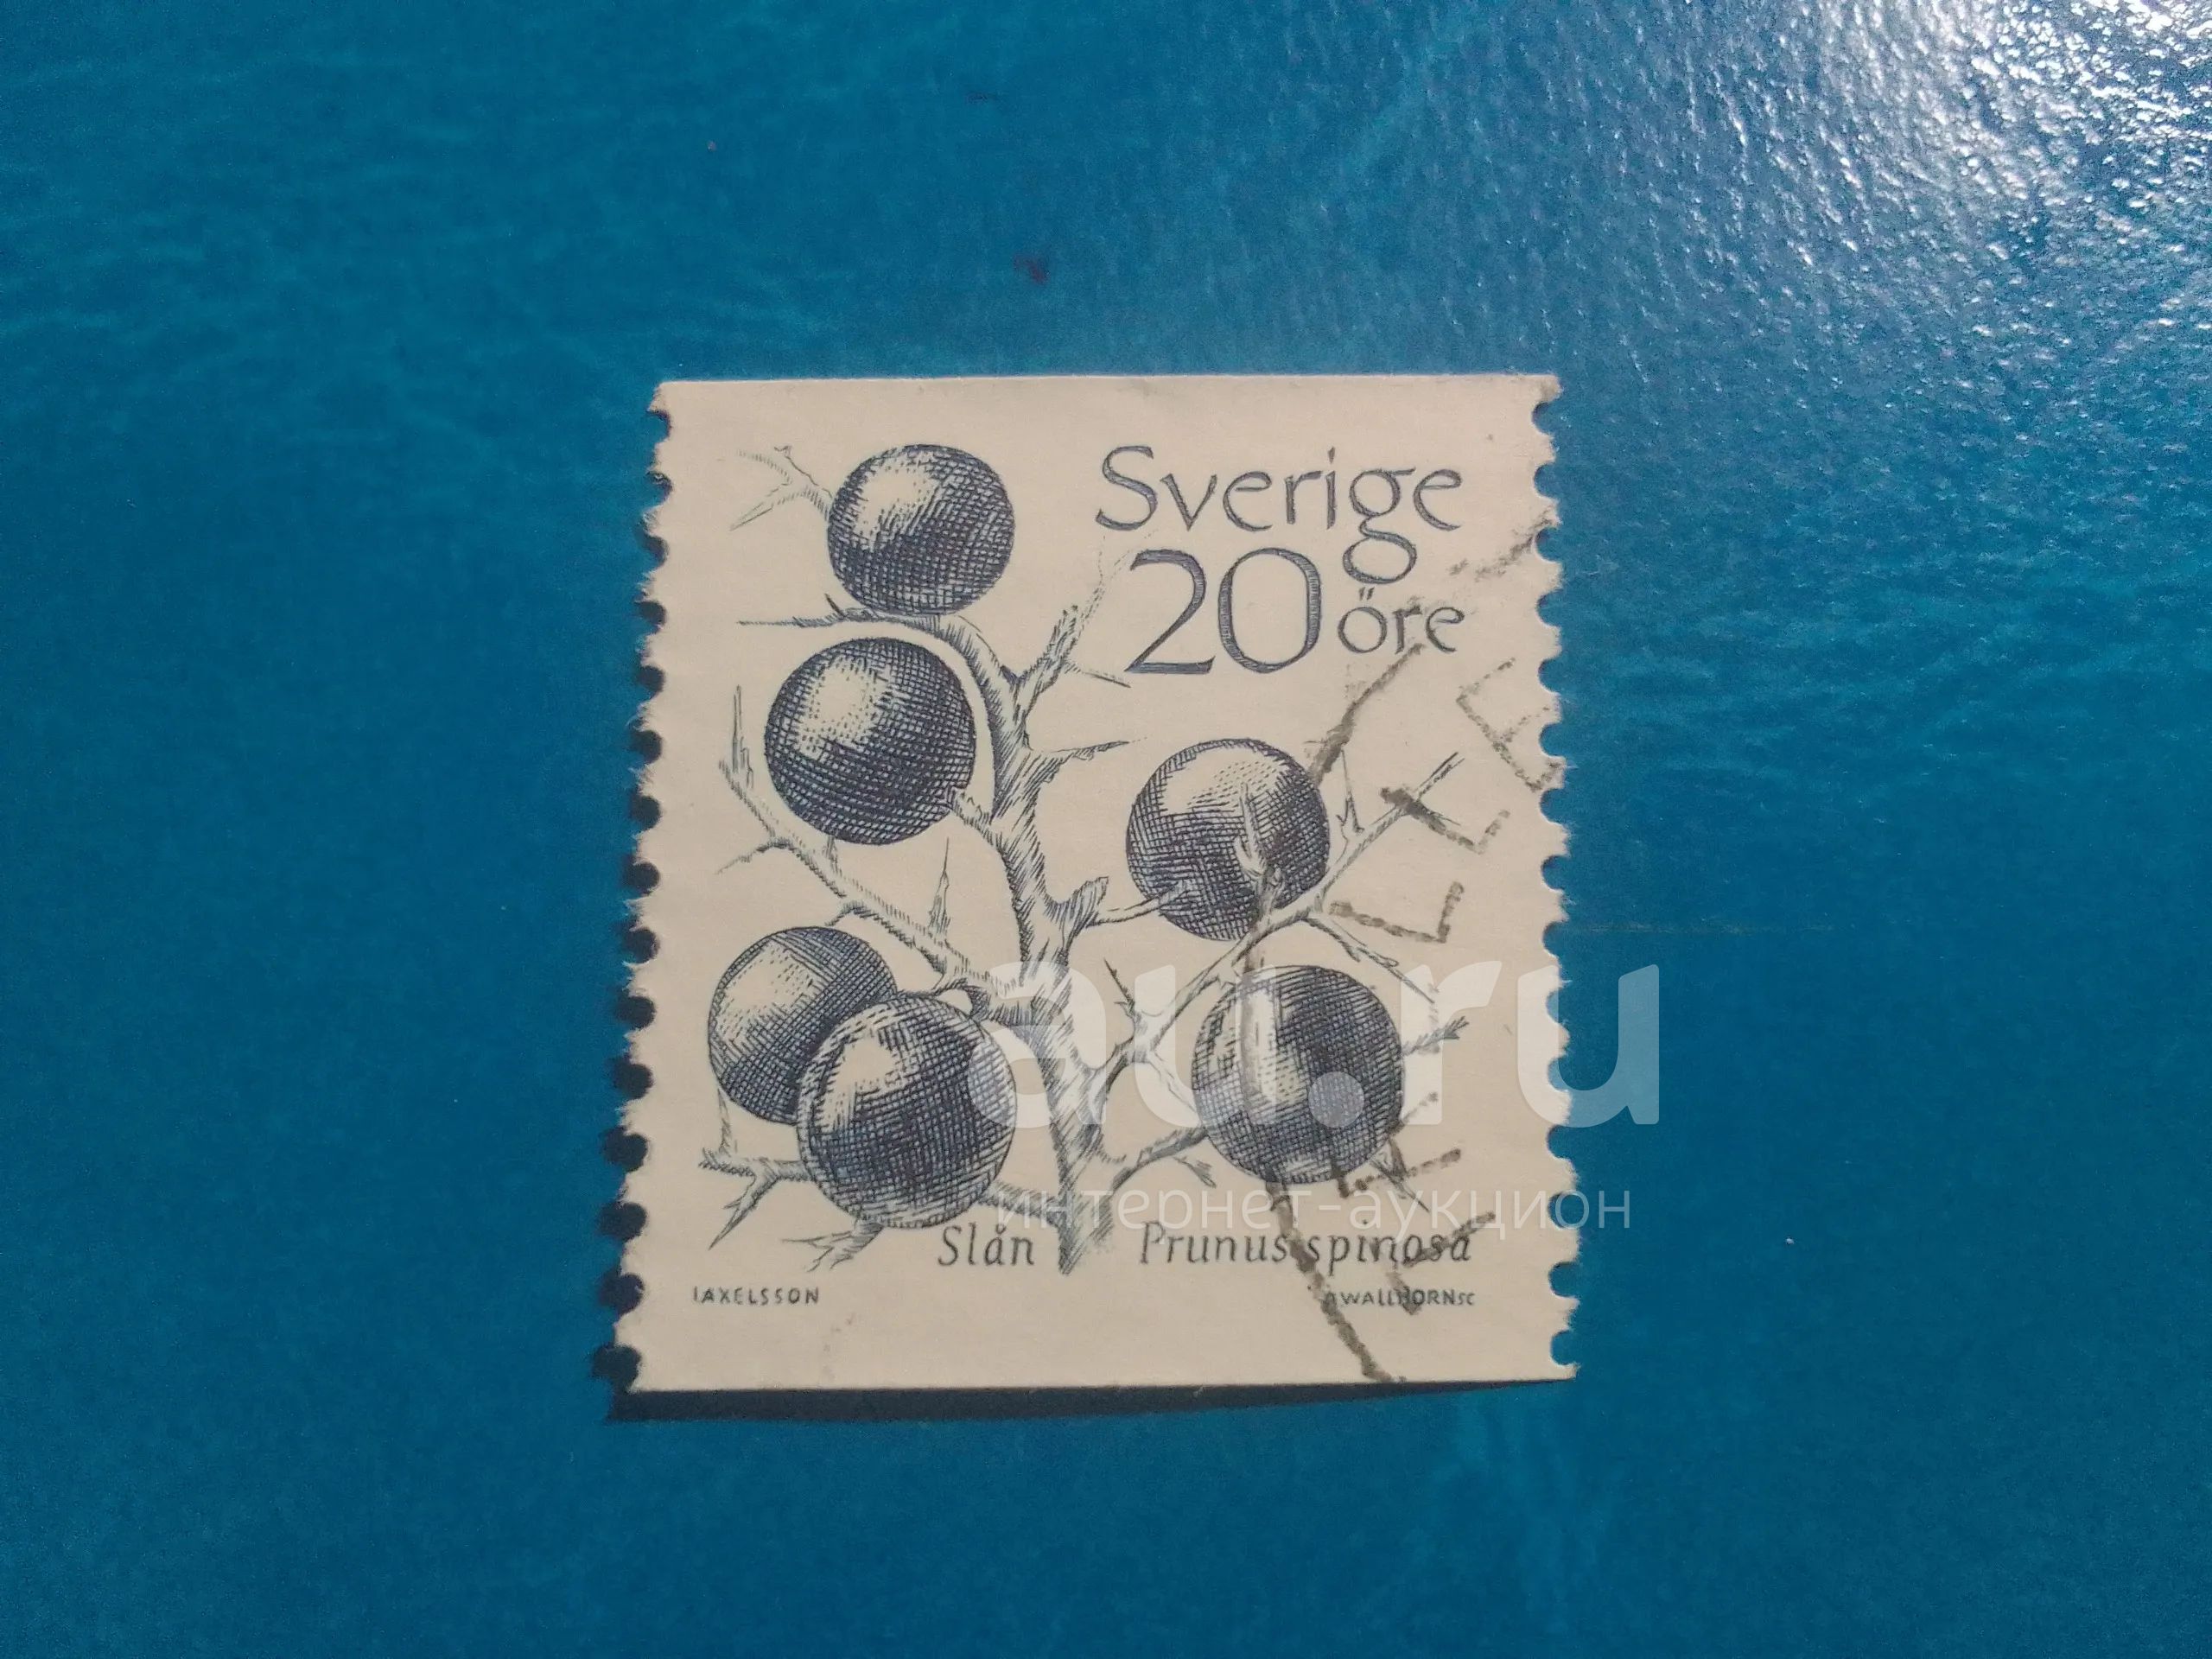 Sverige
20 öre
au.ru
интернет-аукцион
Slån Prunus spinosa
I AXELSSON A WALLHORN SC